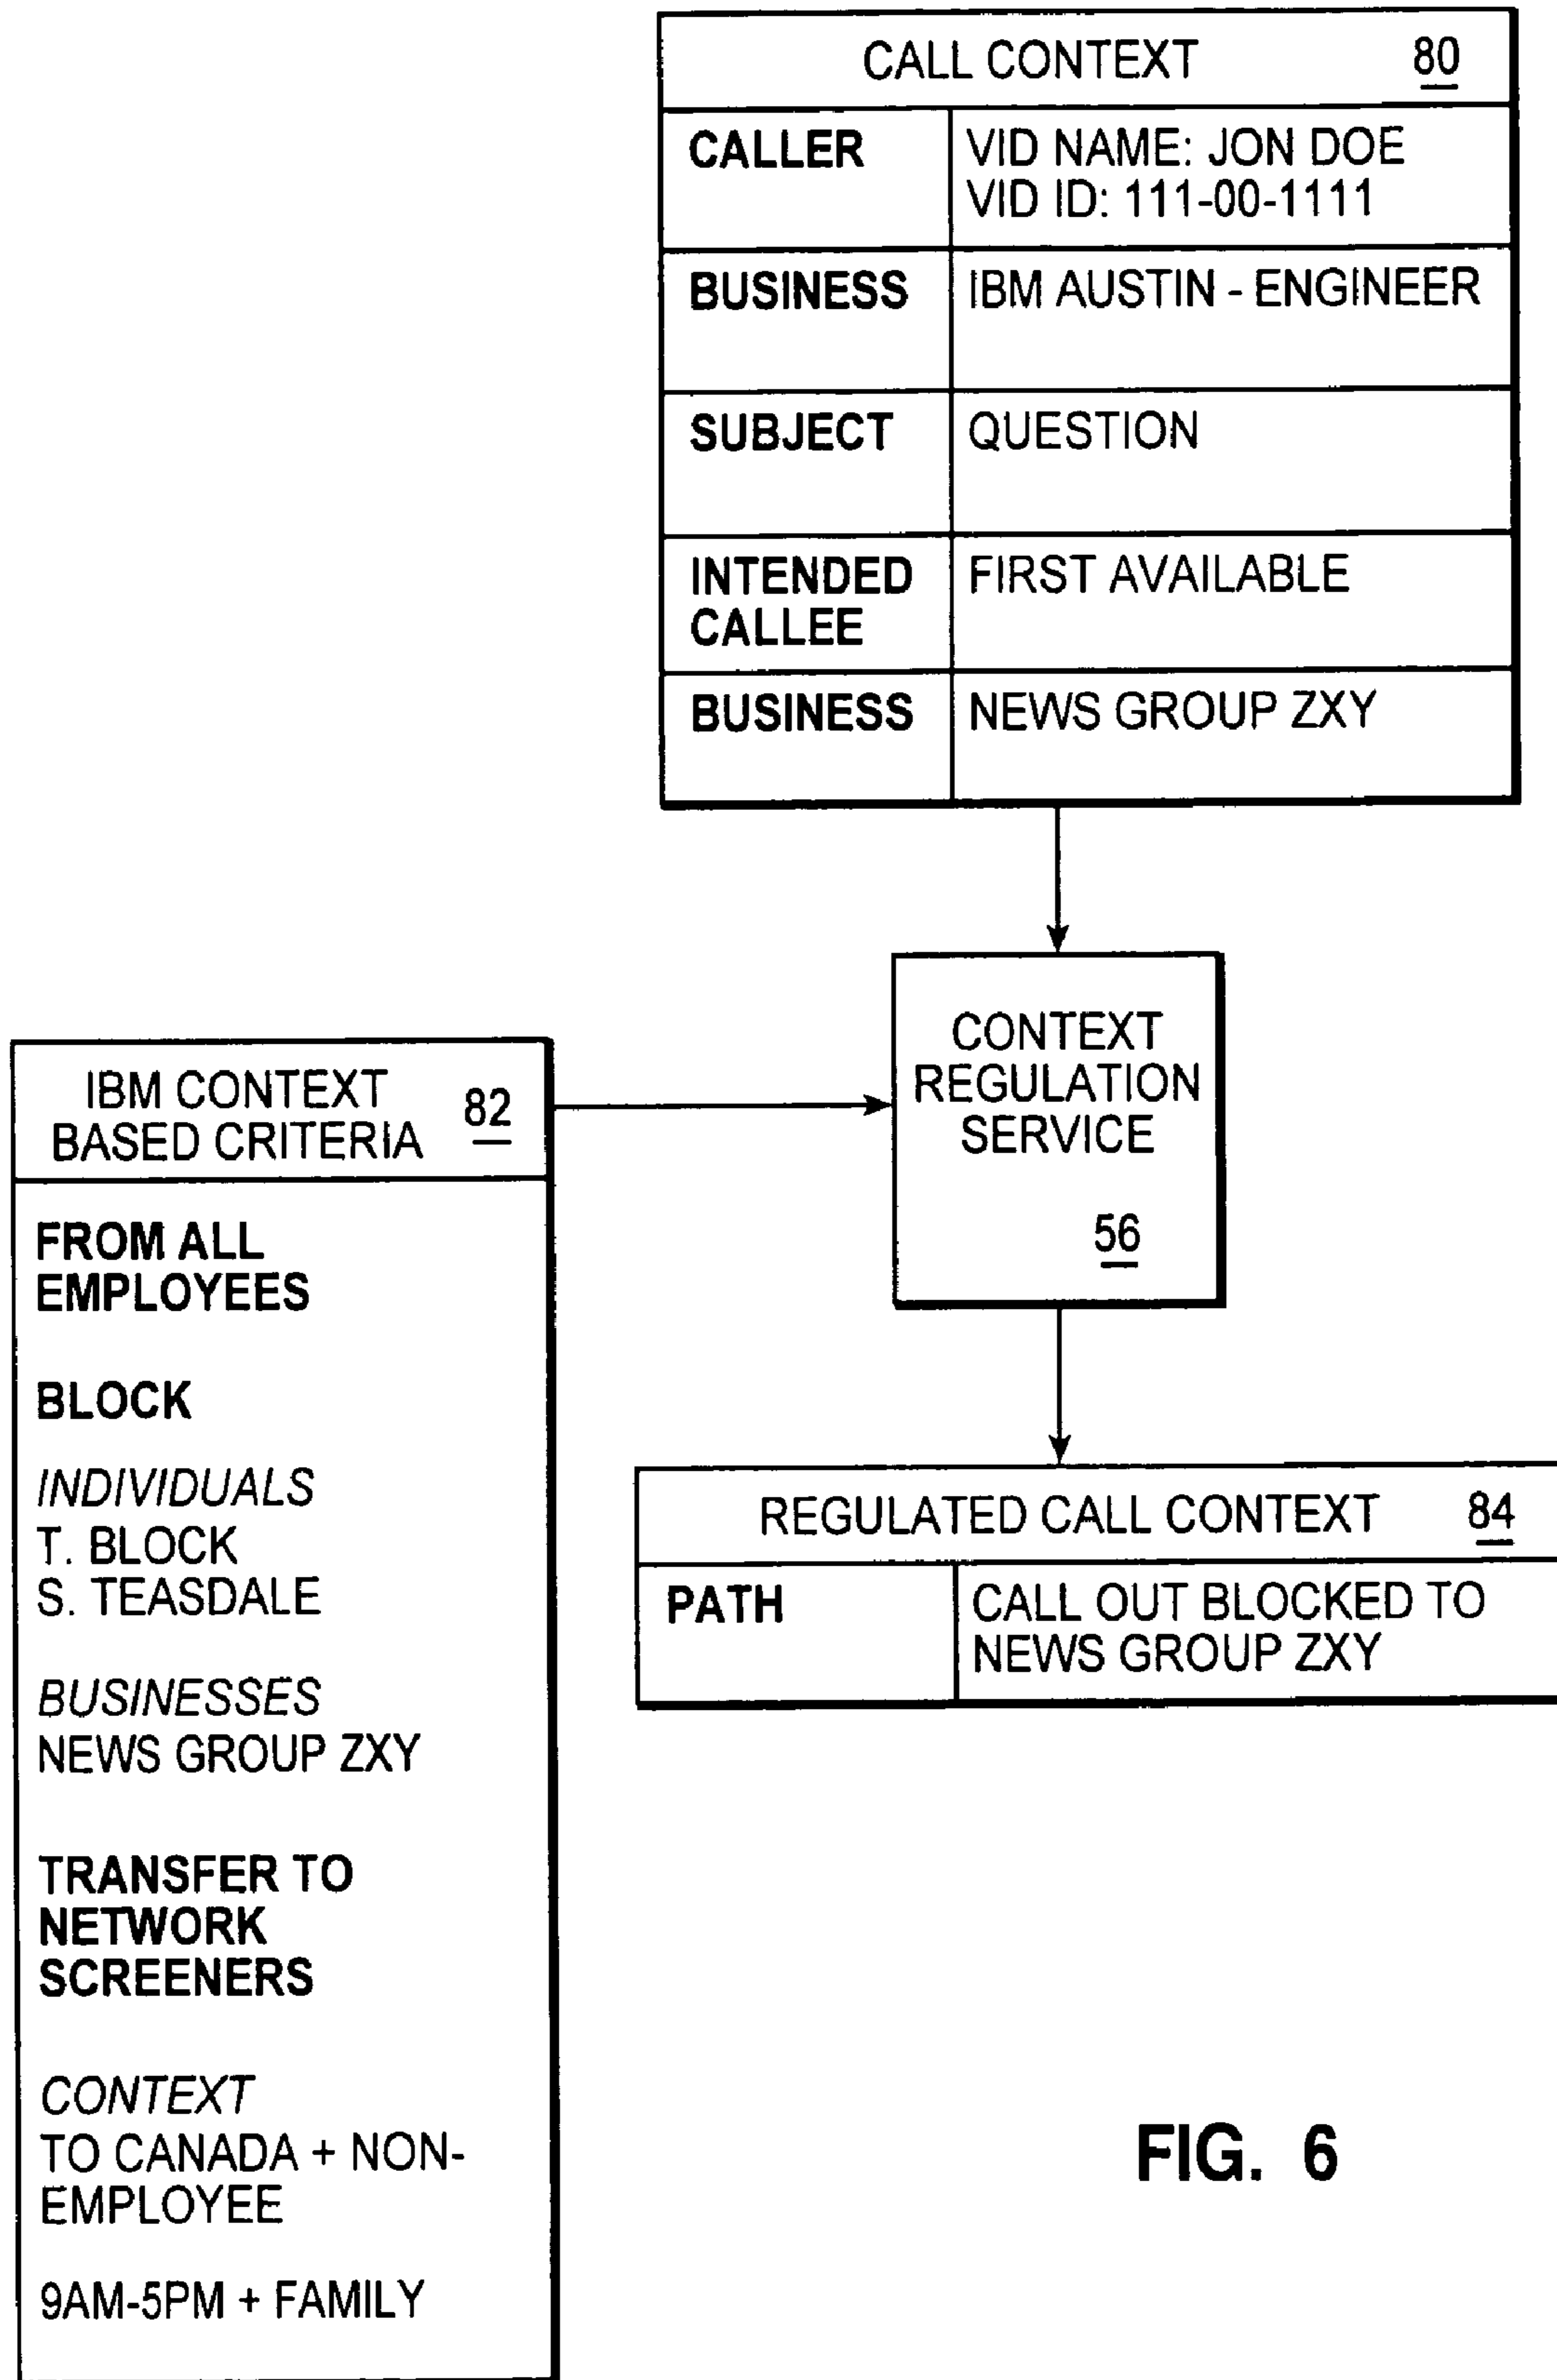 CALL CONTEXT 80
CALLER VID NAME: JON DOE
VID ID: 111-00-1111
BUSINESS IBM AUSTIN - ENGINEER
SUBJECT QUESTION
INTENDED CALLEE FIRST AVAILABLE
BUSINESS NEWS GROUP ZXY
CONTEXT
REGULATION
SERVICE
56
IBM CONTEXT
BASED CRITERIA 82
FROM ALL
EMPLOYEES
BLOCK
INDIVIDUALS
T. BLOCK
S. TEASDALE
BUSINESSES
NEWS GROUP ZXY
TRANSFER TO
NETWORK
SCREENERS
CONTEXT
TO CANADA + NON-
EMPLOYEE
9AM-5PM + FAMILY
REGULATED CALL CONTEXT 84
PATH CALL OUT BLOCKED TO
NEWS GROUP ZXY
FIG. 6